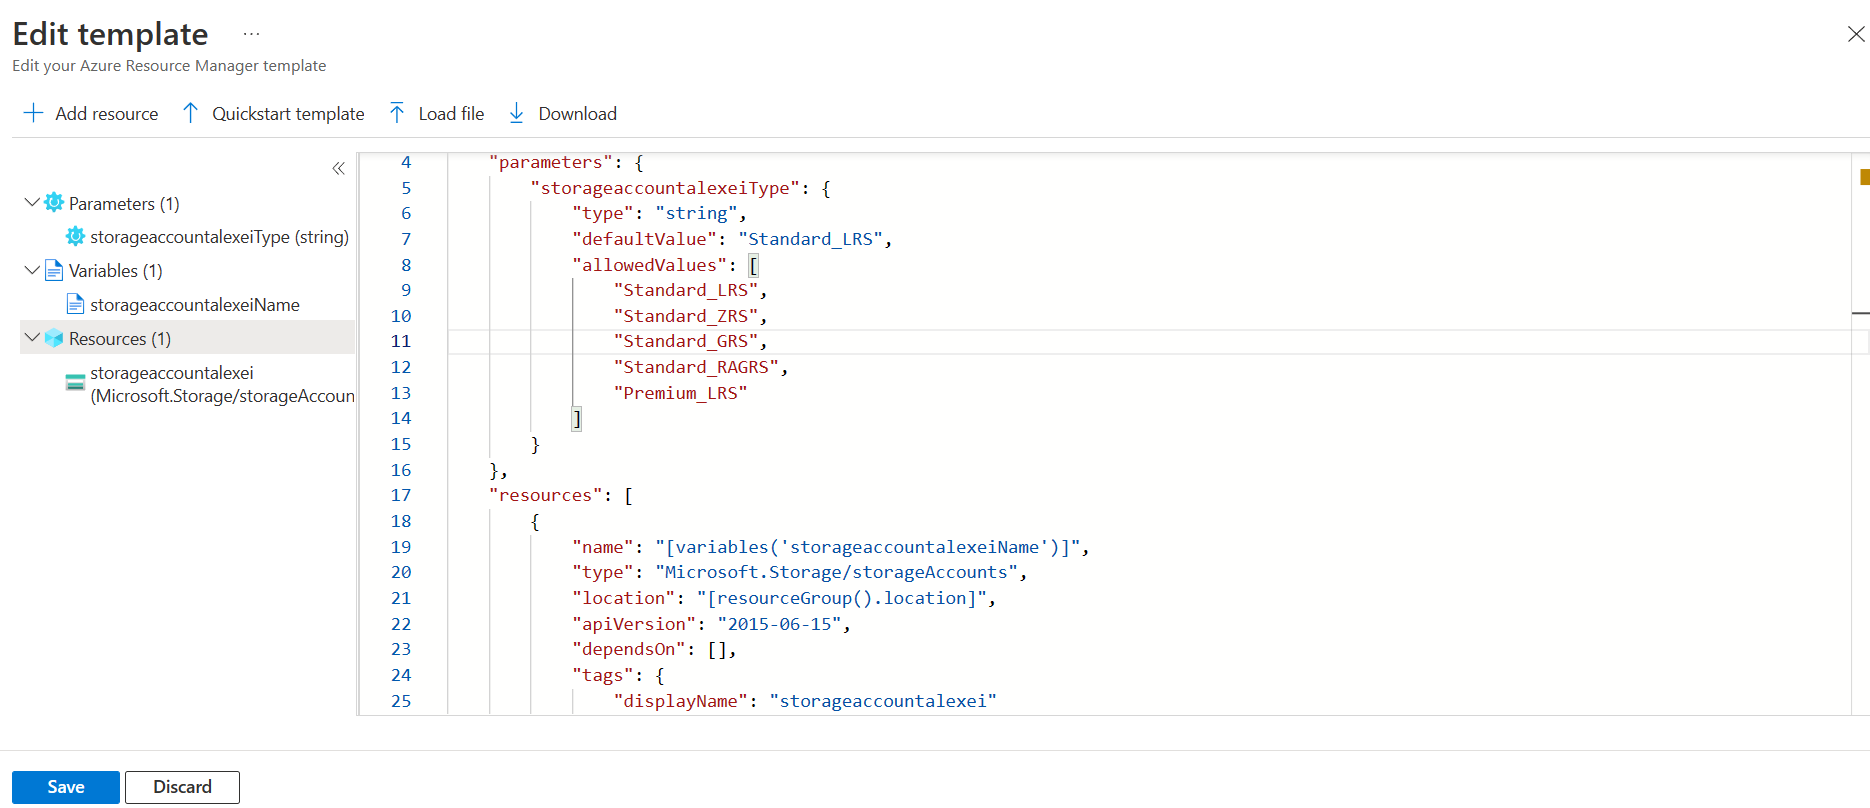 Edit template ...
Edit your Azure Resource Manager template
Add resource Quickstart template Load file Download
«
Parameters (1)
storageaccountalexeiType (string)
Variables (1)
storageaccountalexeiName
Resources (1)
storageaccountalexei
(Microsoft.Storage/storageAccoun
4 "parameters": {
5 "storageaccountalexeiType": {
6 "type": "string",
7 "defaultValue": "Standard_LRS",
8 "allowedValues": [
9 "Standard_LRS",
10 "Standard_ZRS",
11 "Standard_GRS",
12 "Standard_RAGRS",
13 "Premium_LRS"
14 ]
15 }
16 },
17 "resources": [
18 {
19 "name": "[variables('storageaccountalexeiName')]",
20 "type": "Microsoft.Storage/storageAccounts",
21 "location": "[resourceGroup().location]",
22 "apiVersion": "2015-06-15",
23 "dependsOn": [],
24 "tags": {
25 "displayName": "storageaccountalexei"
Save Discard